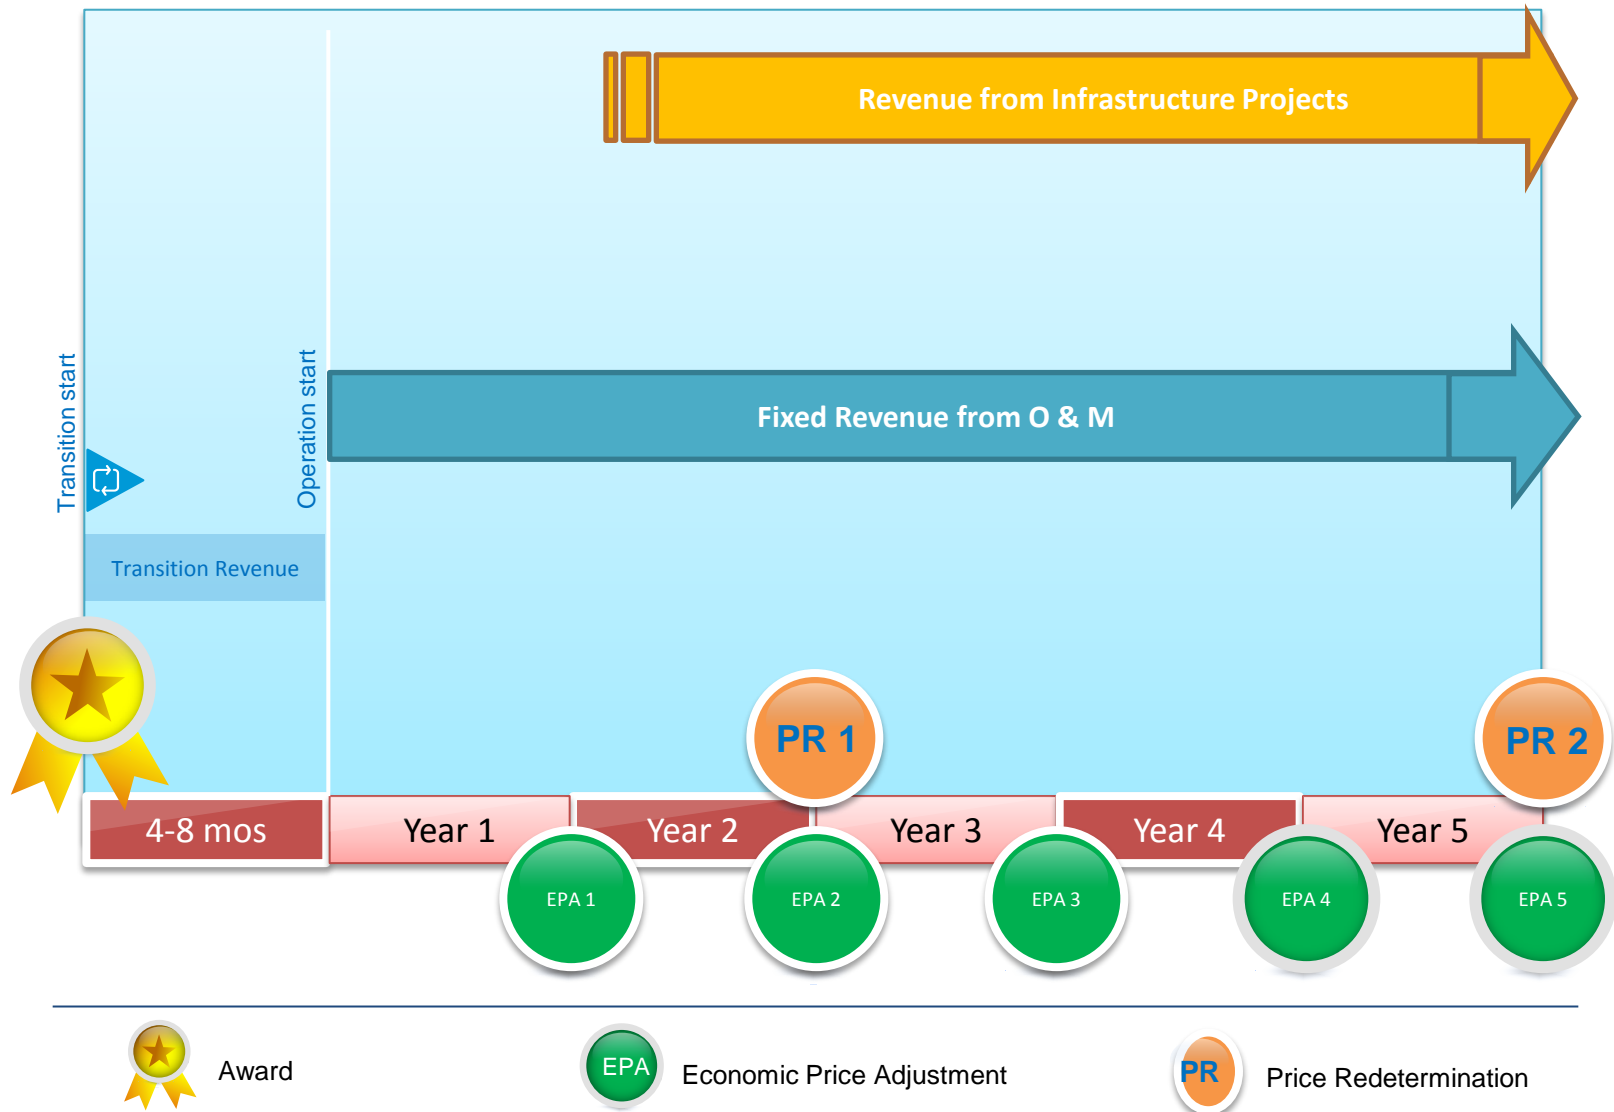 Revenue from Infrastructure Projects
Transition start
Operation start
Fixed Revenue from O & M
Transition Revenue
PR 1
PR 2
4-8 mos
Year 1
Year 2
Year 3
Year 4
Year 5
EPA 1
EPA 2
EPA 3
EPA 4
EPA 5
Award
EPA
Economic Price Adjustment
PR
Price Redetermination